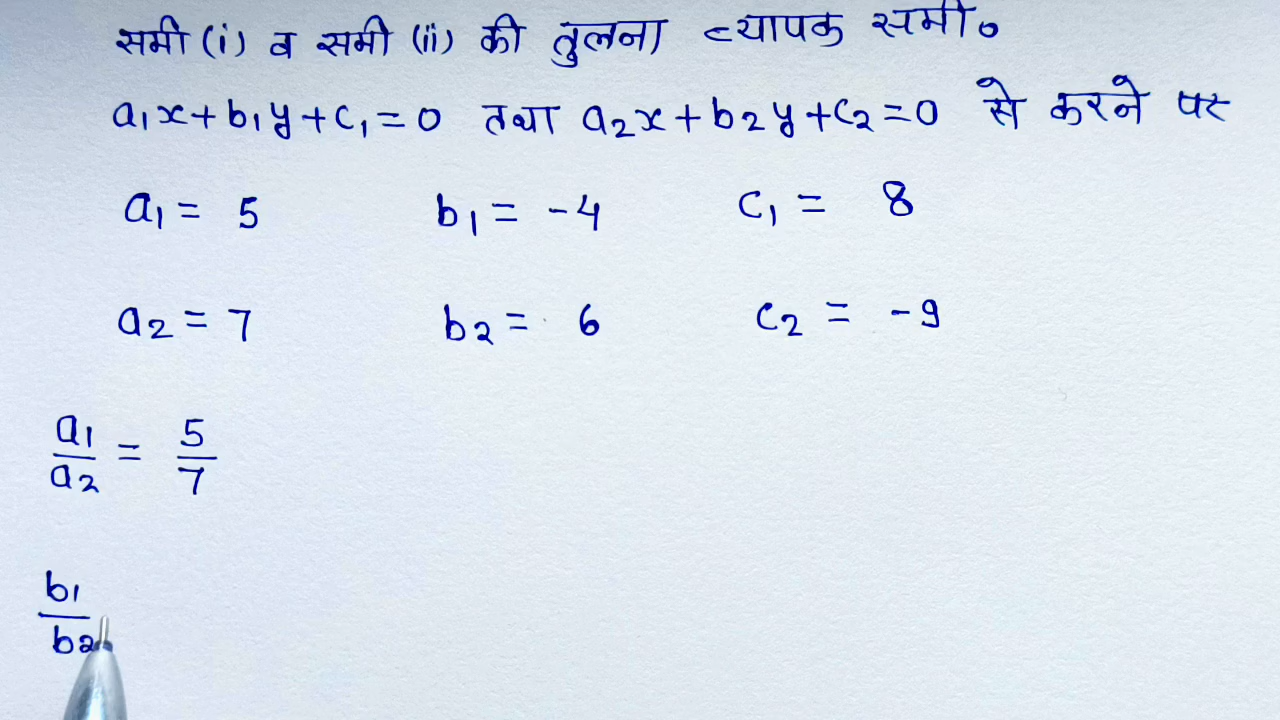 समी (i) व समी (ii) की तुलना व्यापक समी०
a₁x + b₁y + c₁ = 0 तथा a₂x + b₂y + c₂ = 0 से करने पर
a₁ = 5 b₁ = -4 c₁ = 8
a₂ = 7 b₂ = 6 c₂ = -9
a₁/a₂ = 5/7
b₁/b₂